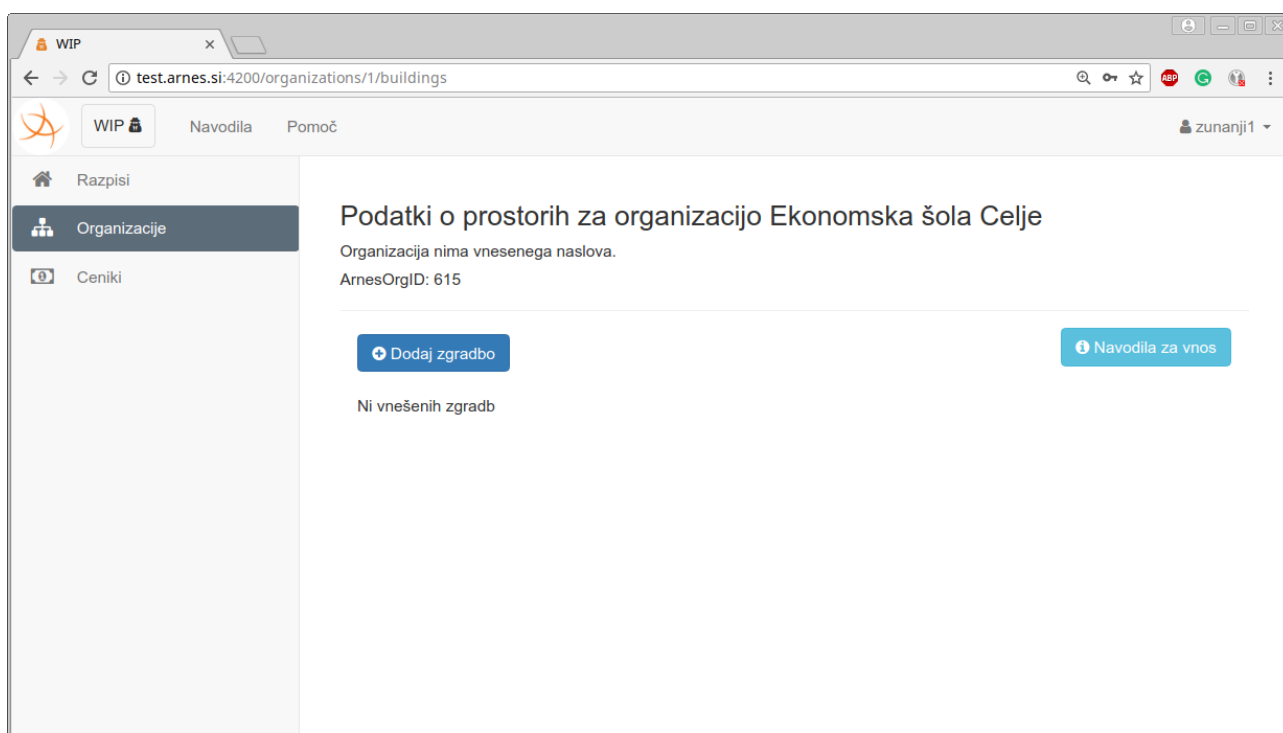 WIP
test.arnes.si:4200/organizations/1/buildings
ABP
WIP Navodila Pomoč zunanji1
Razpisi
Organizacije
Ceniki
Podatki o prostorih za organizacijo Ekonomska šola Celje
Organizacija nima vnesenega naslova.
ArnesOrgID: 615
Dodaj zgradbo
Navodila za vnos
Ni vnešenih zgradb